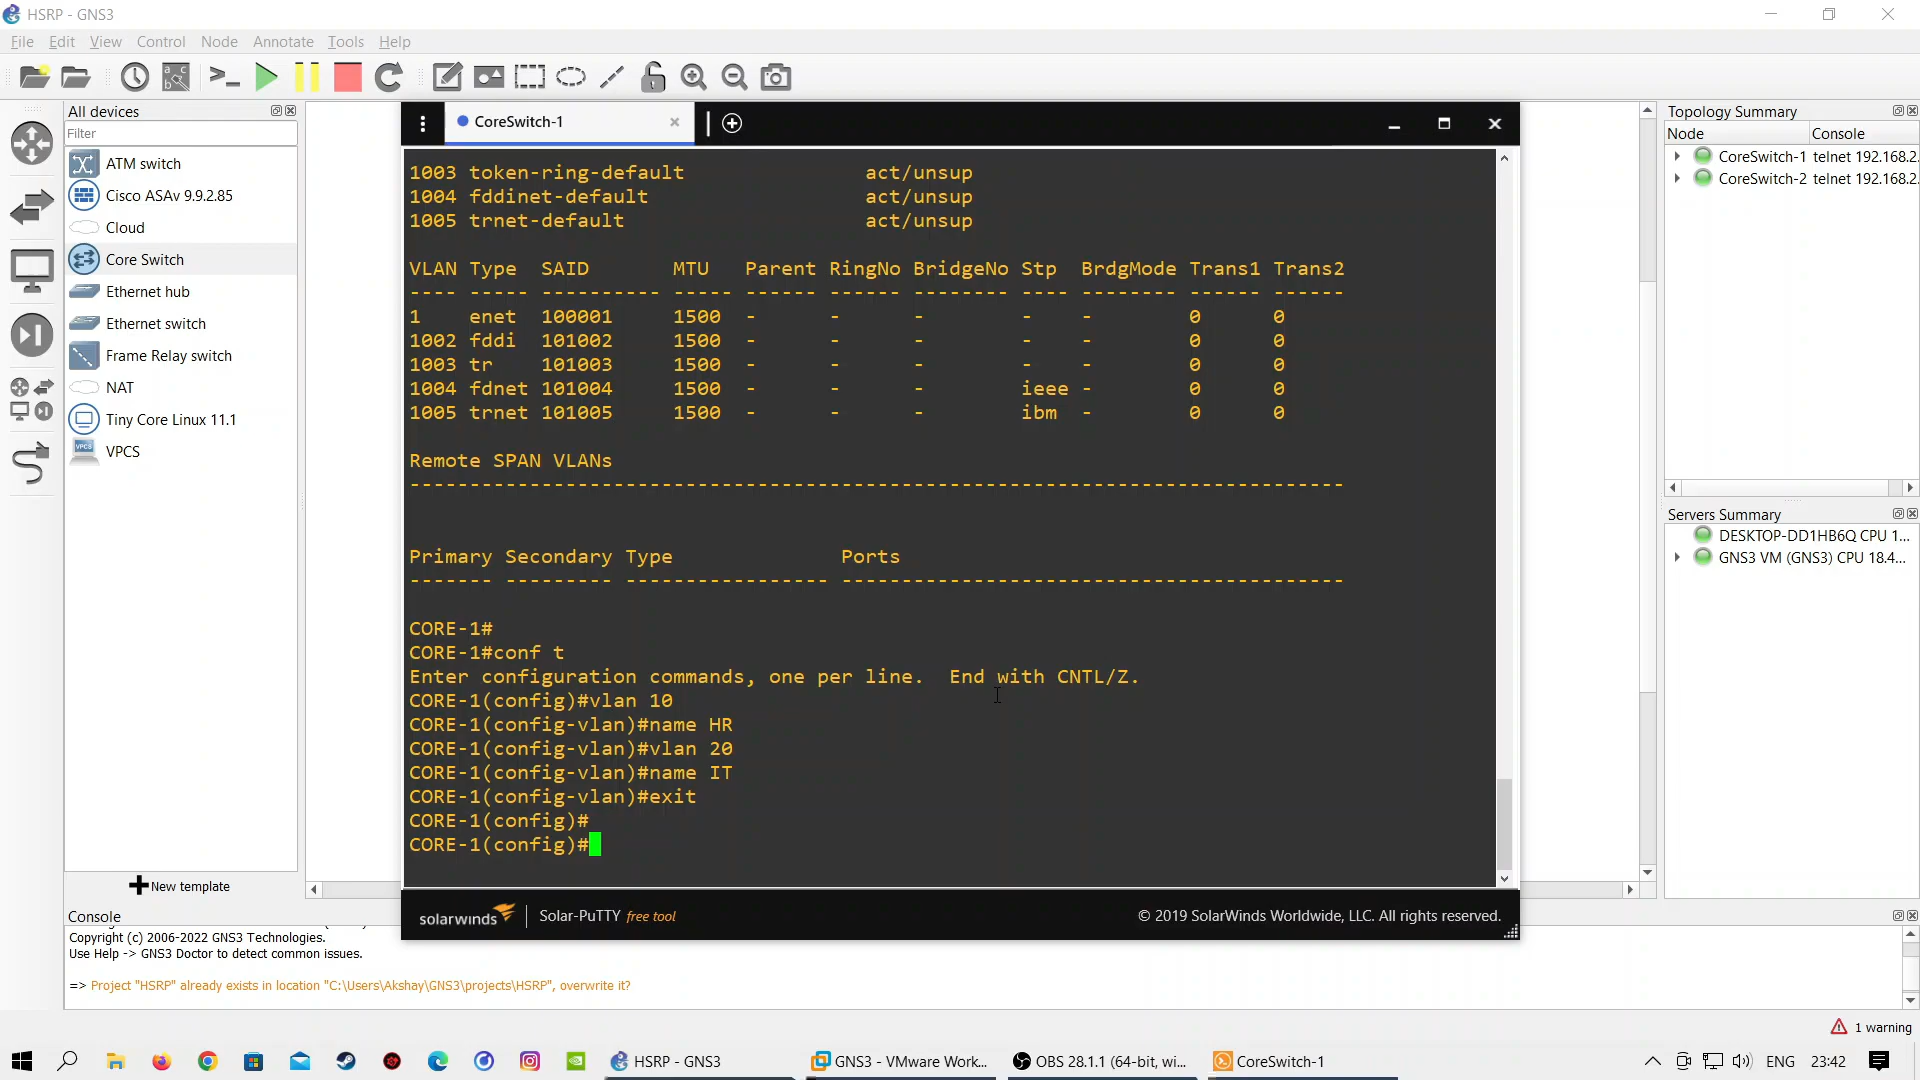 HSRP - GNS3
File Edit View Control Node Annotate Tools Help
All devices
Filter
ATM switch
Cisco ASAv 9.9.2.85
Cloud
Core Switch
Ethernet hub
Ethernet switch
Frame Relay switch
NAT
Tiny Core Linux 11.1
VPCS
VPCS
New template
CoreSwitch-1
1003 token-ring-default act/unsup
1004 fddinet-default act/unsup
1005 trnet-default act/unsup
VLAN Type SAID MTU Parent RingNo BridgeNo Stp BrdgMode Trans1 Trans2
---- ----- ---------- ----- ------ ------ -------- ---- -------- ------ ------
1 enet 100001 1500 - - - - - 0 0
1002 fddi 101002 1500 - - - - - 0 0
1003 tr 101003 1500 - - - - - 0 0
1004 fdnet 101004 1500 - - - ieee - 0 0
1005 trnet 101005 1500 - - - ibm - 0 0
Remote SPAN VLANs
------------------------------------------------------------------------------
Primary Secondary Type Ports
------- --------- ----------------- ------------------------------------------
CORE-1#
CORE-1#conf t
Enter configuration commands, one per line. End with CNTL/Z.
CORE-1(config)#vlan 10
CORE-1(config-vlan)#name HR
CORE-1(config-vlan)#vlan 20
CORE-1(config-vlan)#name IT
CORE-1(config-vlan)#exit
CORE-1(config)#
CORE-1(config)#
solarwinds Solar-PuTTY free tool © 2019 SolarWinds Worldwide, LLC. All rights reserved.
Topology Summary
Node Console
CoreSwitch-1 telnet 192.168.2.
CoreSwitch-2 telnet 192.168.2.
Servers Summary
DESKTOP-DD1HB6Q CPU 1...
GNS3 VM (GNS3) CPU 18.4...
Console
Copyright (c) 2006-2022 GNS3 Technologies.
Use Help -> GNS3 Doctor to detect common issues.
=> Project "HSRP" already exists in location "C:\Users\Akshay\GNS3\projects\HSRP", overwrite it?
1 warning
HSRP - GNS3
GNS3 - VMware Work...
OBS 28.1.1 (64-bit, wi...
CoreSwitch-1
ENG
23:42